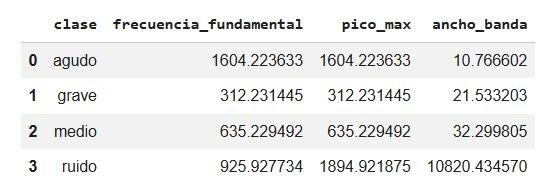 clase frecuencia_fundamental pico_max ancho_banda
0 agudo 1604.223633 1604.223633 10.766602
1 grave 312.231445 312.231445 21.533203
2 medio 635.229492 635.229492 32.299805
3 ruido 925.927734 1894.921875 10820.434570